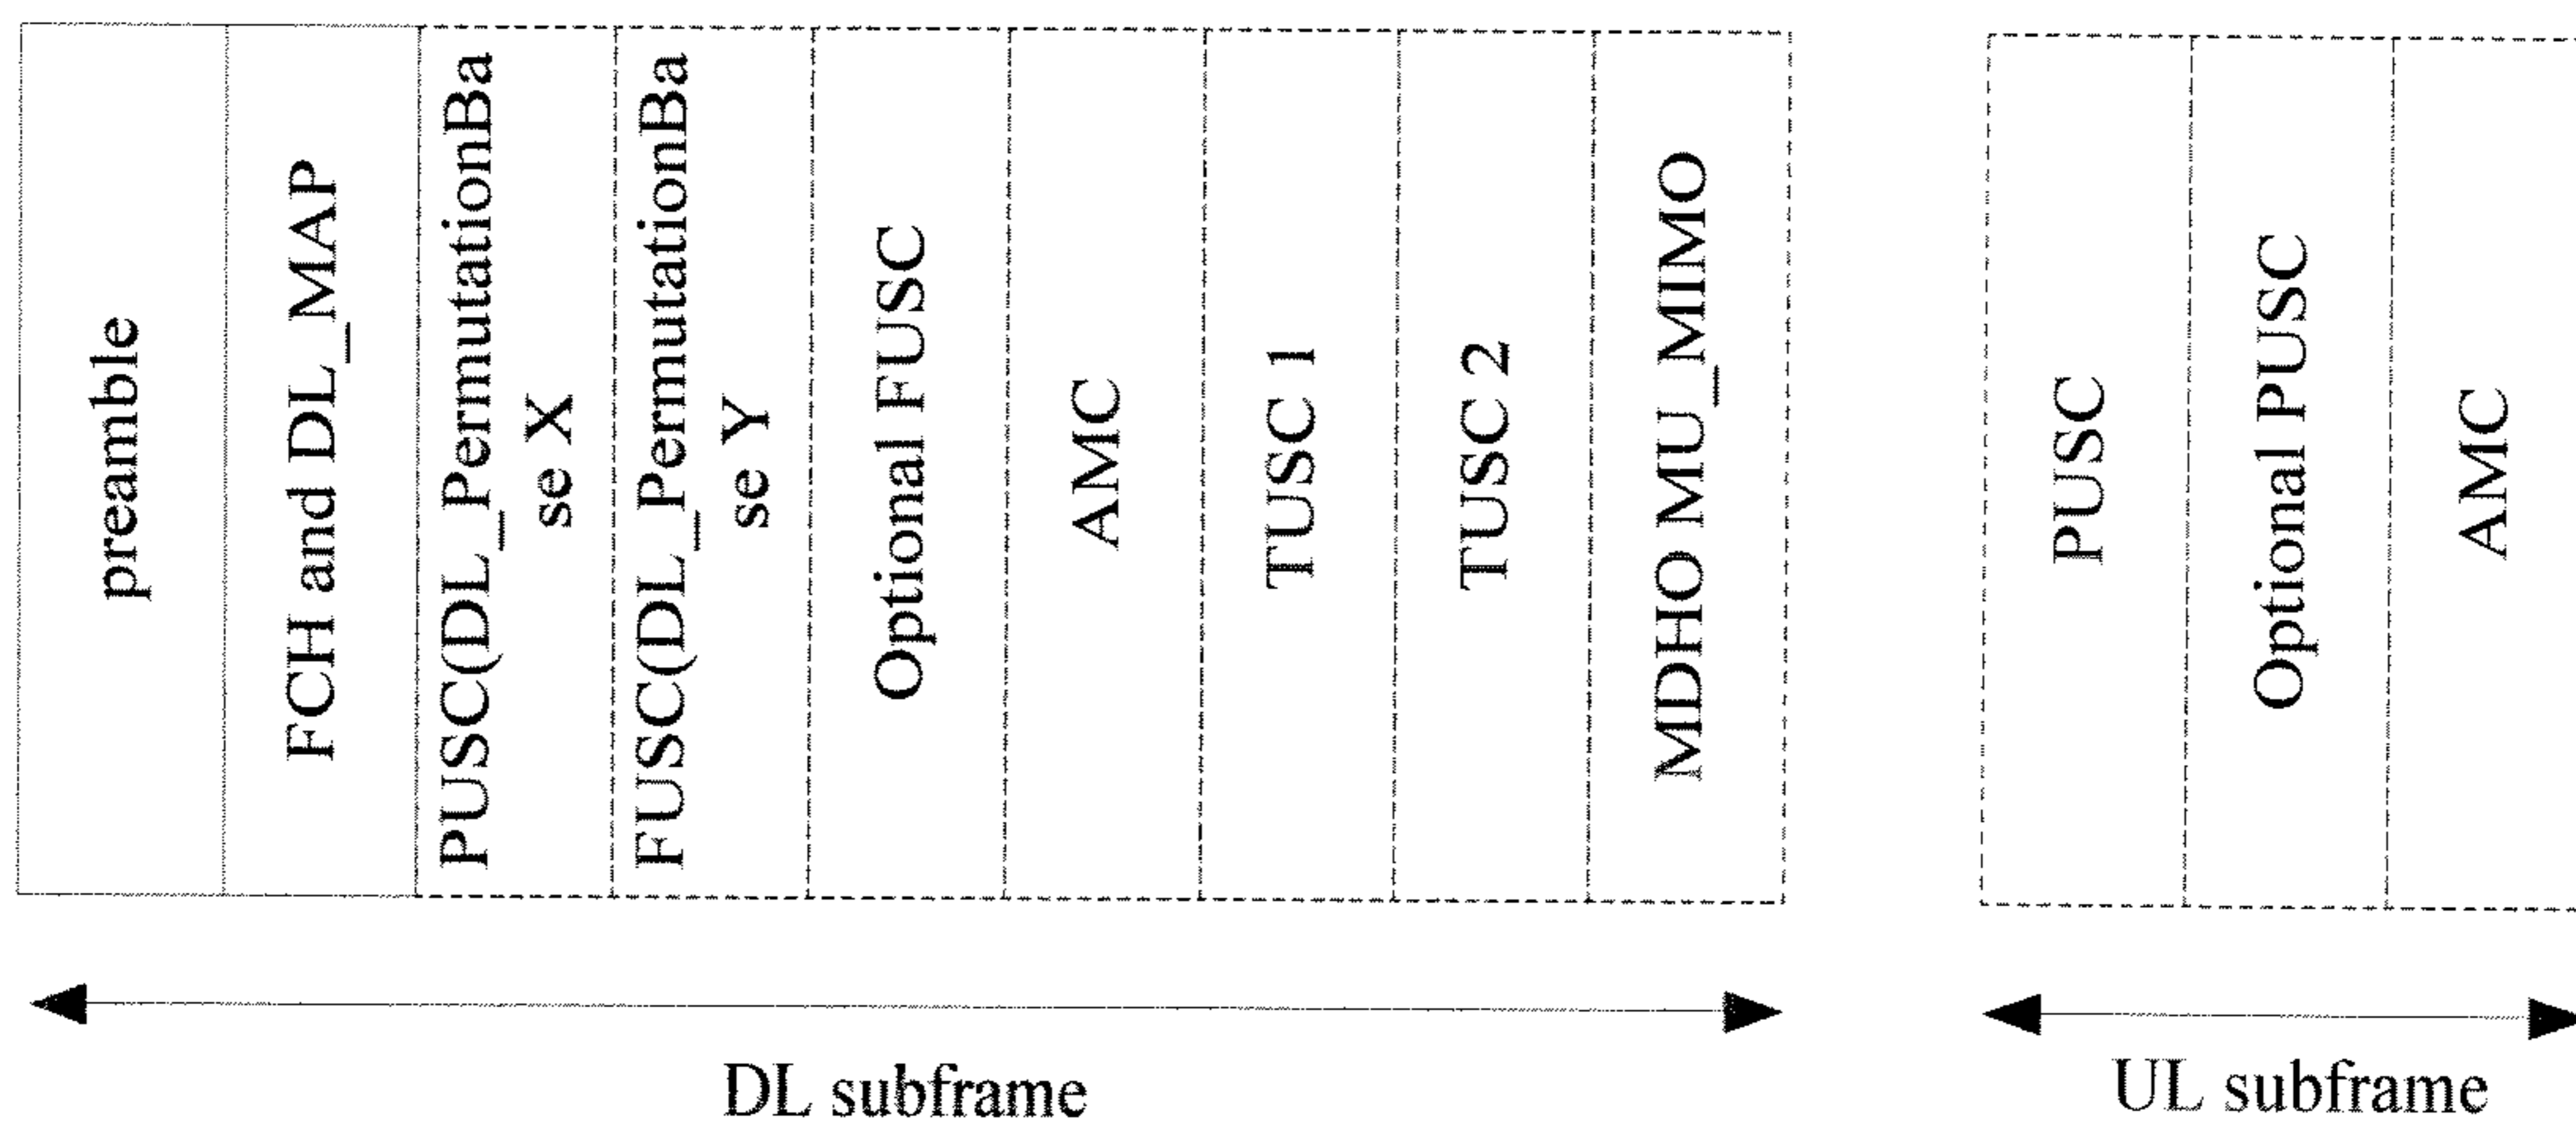 preamble
FCH and DL_MAP
PUSC(DL_PermutationBa
se X
FUSC(DL_PermutationBa
se Y
Optional FUSC
AMC
TUSC 1
TUSC 2
MDHO MU_MIMO
PUSC
Optional PUSC
AMC
DL subframe
UL subframe